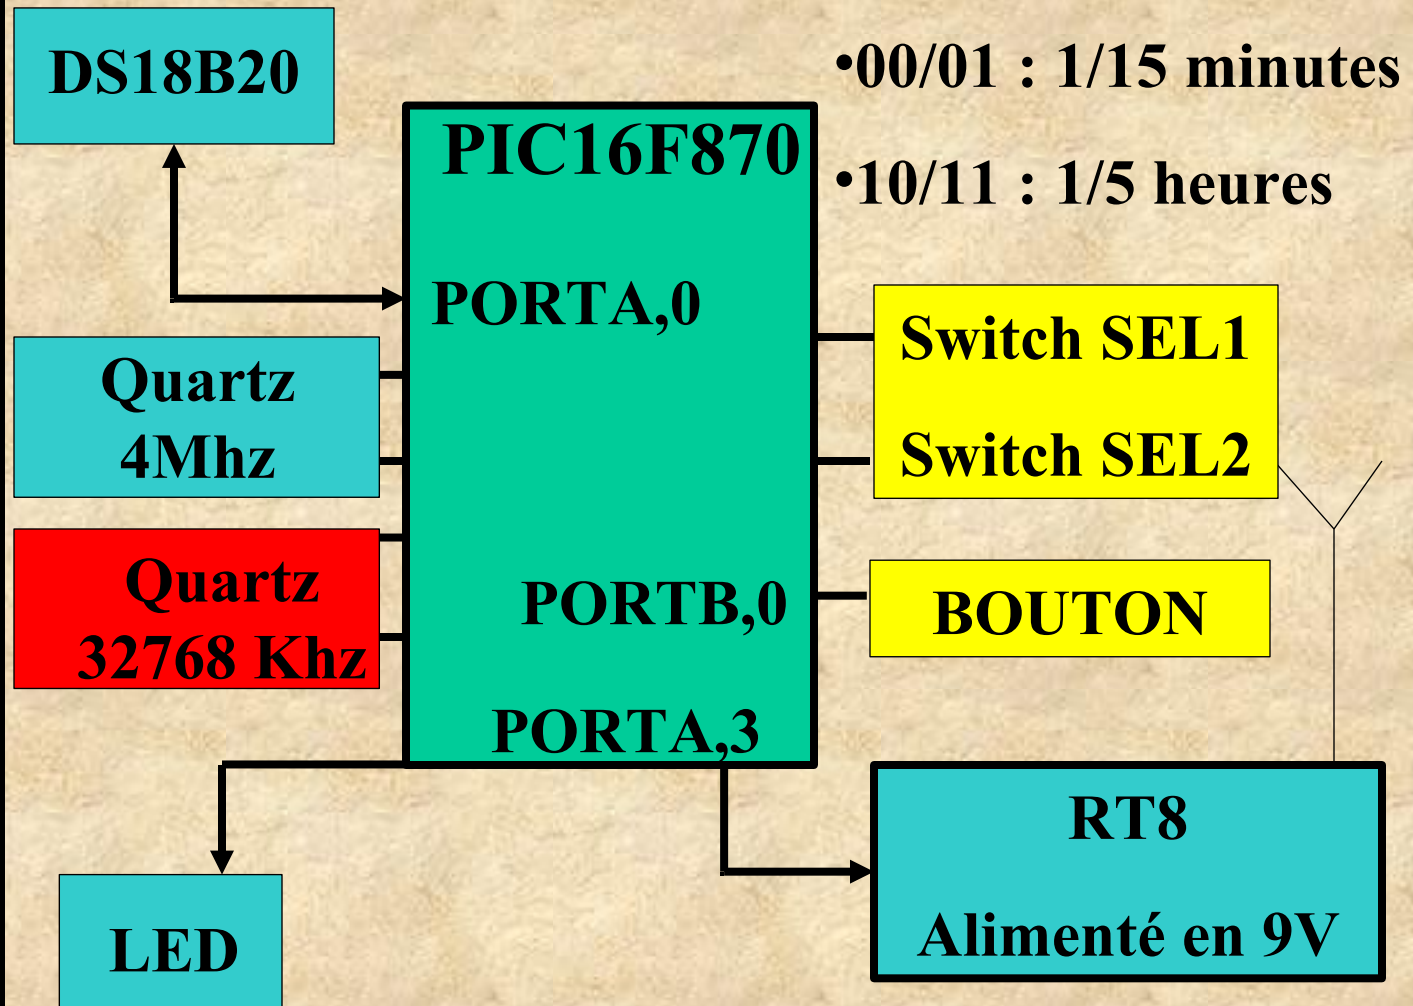 DS18B20
•00/01 : 1/15 minutes
PIC16F870
•10/11 : 1/5 heures
PORTA,0
Switch SEL1
Quartz
4Mhz
Switch SEL2
Quartz
32768 Khz
PORTB,0
BOUTON
PORTA,3
RT8
Alimenté en 9V
LED